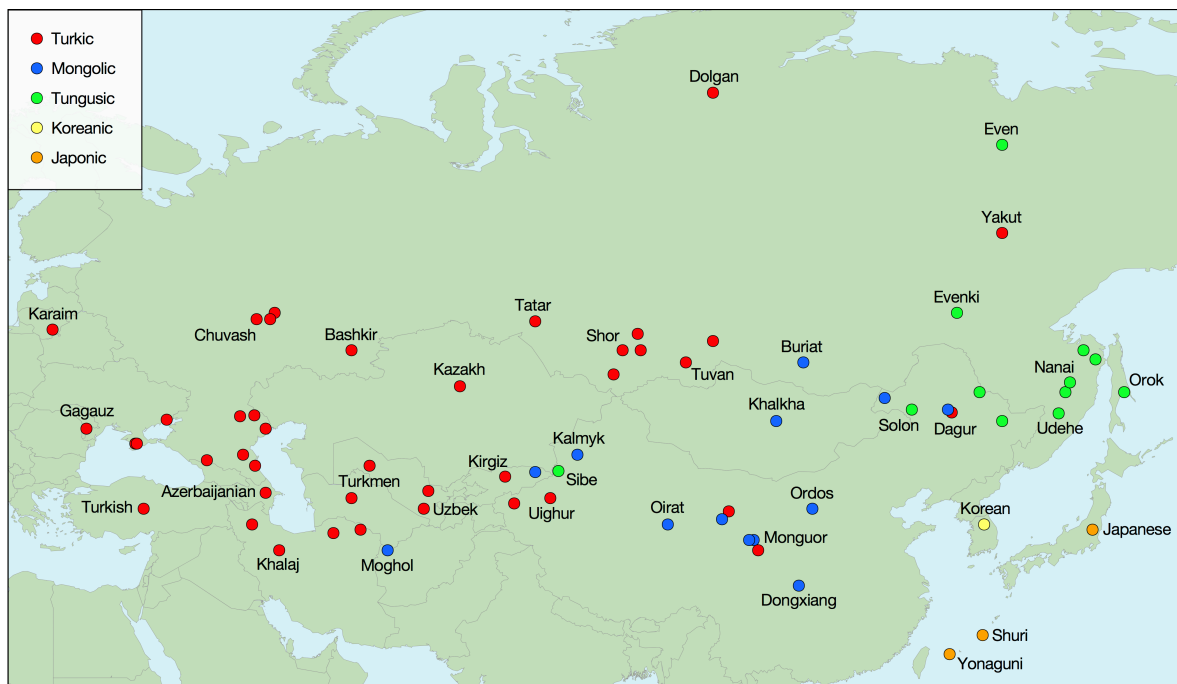 Turkic
Mongolic
Tungusic
Koreanic
Japonic
Dolgan
Even
Yakut
Evenki
Karaim
Chuvash
Bashkir
Tatar
Shor
Kazakh
Tuvan
Buriat
Nanai
Orok
Gagauz
Khalkha
Solon
Dagur
Udehe
Kalmyk
Kirgiz
Sibe
Turkmen
Azerbaijanian
Turkish
Uzbek
Uighur
Oirat
Ordos
Korean
Japanese
Monguor
Khalaj
Moghol
Dongxiang
Shuri
Yonaguni